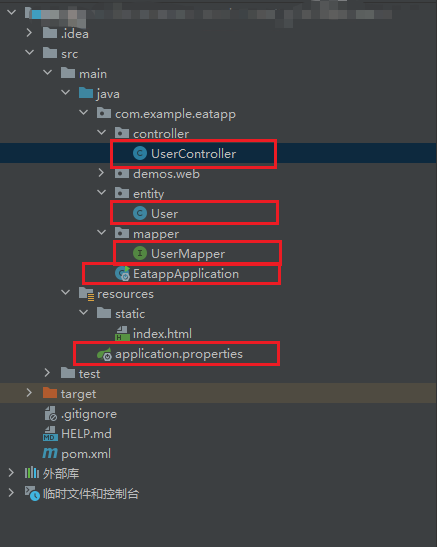 .idea
src
main
java
com.example.eatapp
controller
C UserController
demos.web
entity
C User
mapper
I UserMapper
C EatappApplication
resources
static
H index.html
application.properties
test
target
.gitignore
MD HELP.md
m pom.xml
外部库
临时文件和控制台